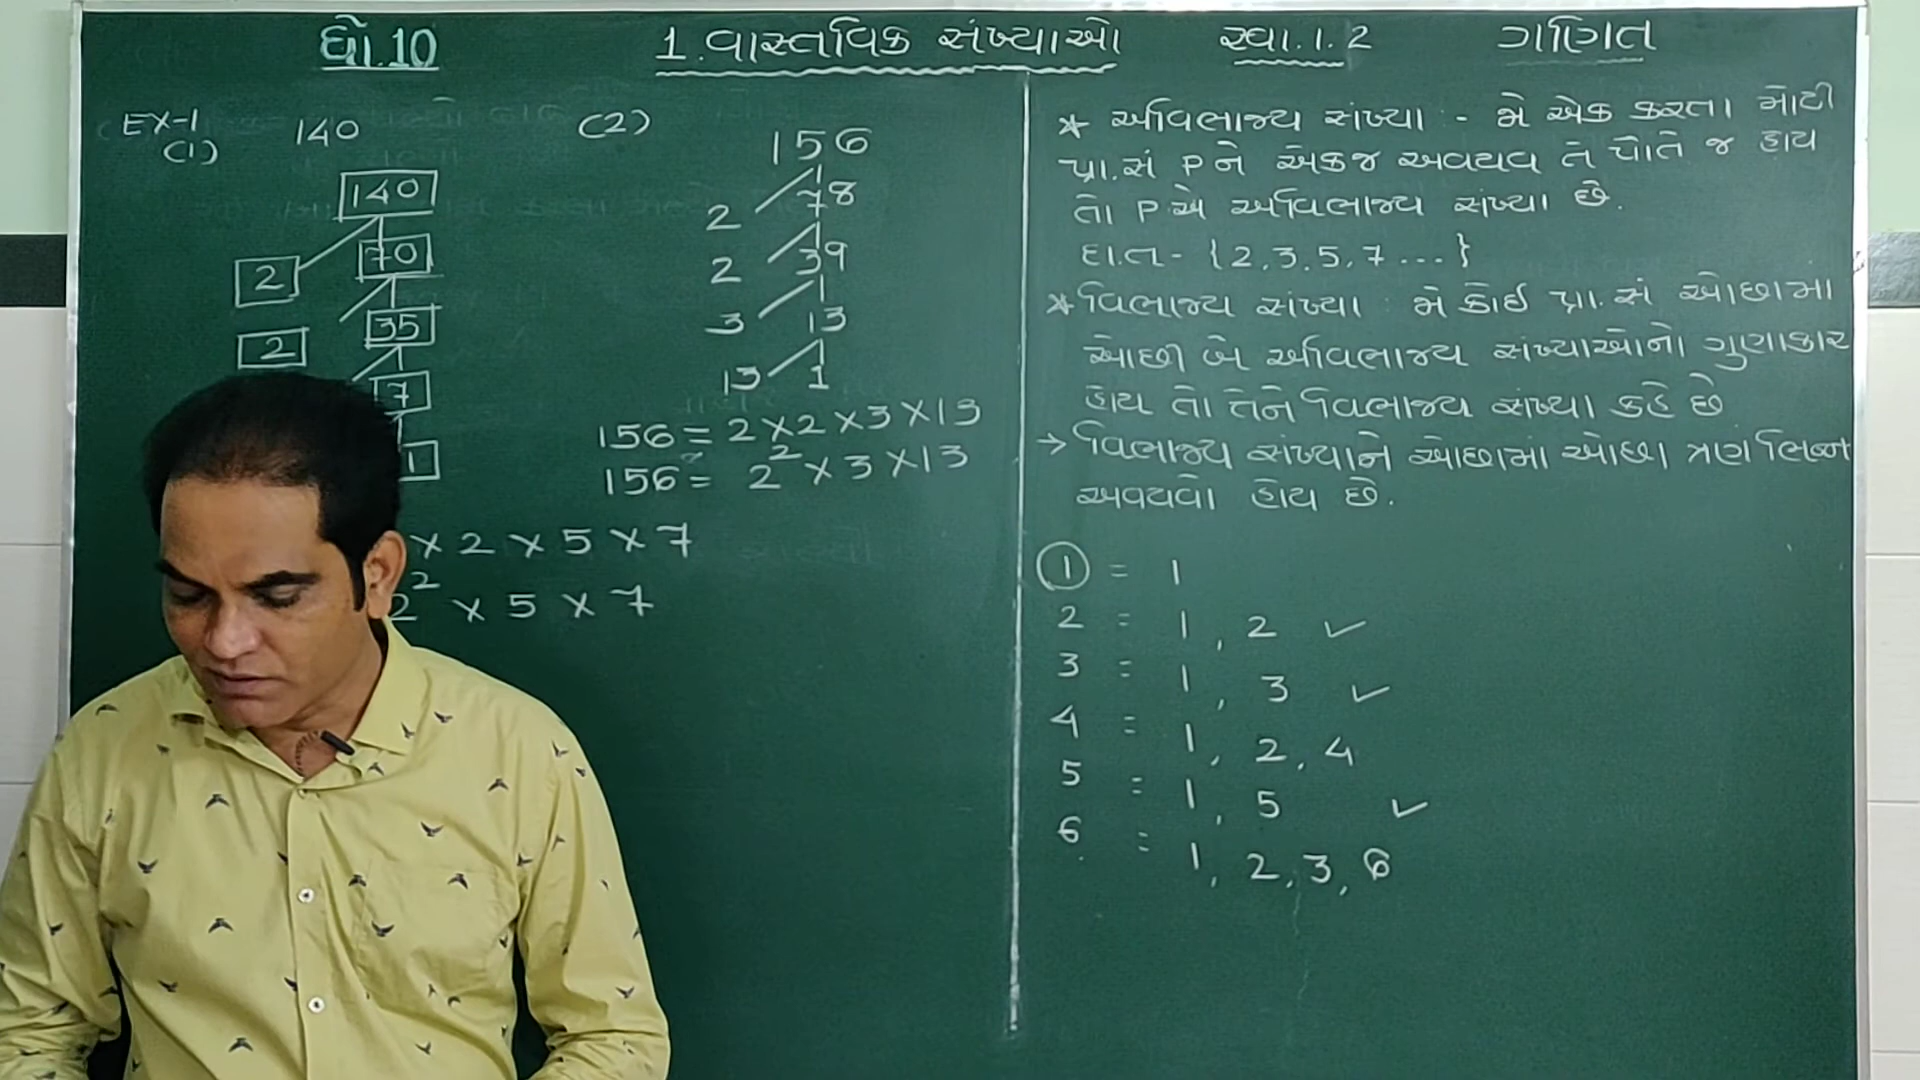 ધો.10
1.વાસ્તવિક સંખ્યાઓ
સ્વા.1.2
ગણિત
EX-1
(1)
140
140
2 70
2 35
7
1
× 2 × 5 × 7
2² × 5 × 7
(2)
156
2 78
2 39
3 13
13 1
156 = 2×2×3×13
156 = 2² × 3 × 13
* અવિભાજ્ય સંખ્યા :- જો એક કરતા મોટી
પ્રા.સં P ને એકજ અવયવ તે પોતે જ હોય
તો P એ અવિભાજ્ય સંખ્યા છે.
દા.ત- {2,3,5,7...}
* વિભાજ્ય સંખ્યા : જો કોઈ પ્રા.સં ઓછામાં
ઓછી બે અવિભાજ્ય સંખ્યાઓનો ગુણાકાર
હોય તો તેને વિભાજ્ય સંખ્યા કહે છે
→ વિભાજ્ય સંખ્યાને ઓછામાં ઓછા ત્રણ ભિન્ન
અવયવો હોય છે.
1 = 1
2 = 1, 2 ✓
3 = 1, 3 ✓
4 = 1, 2, 4
5 = 1, 5 ✓
6 = 1, 2, 3, 6